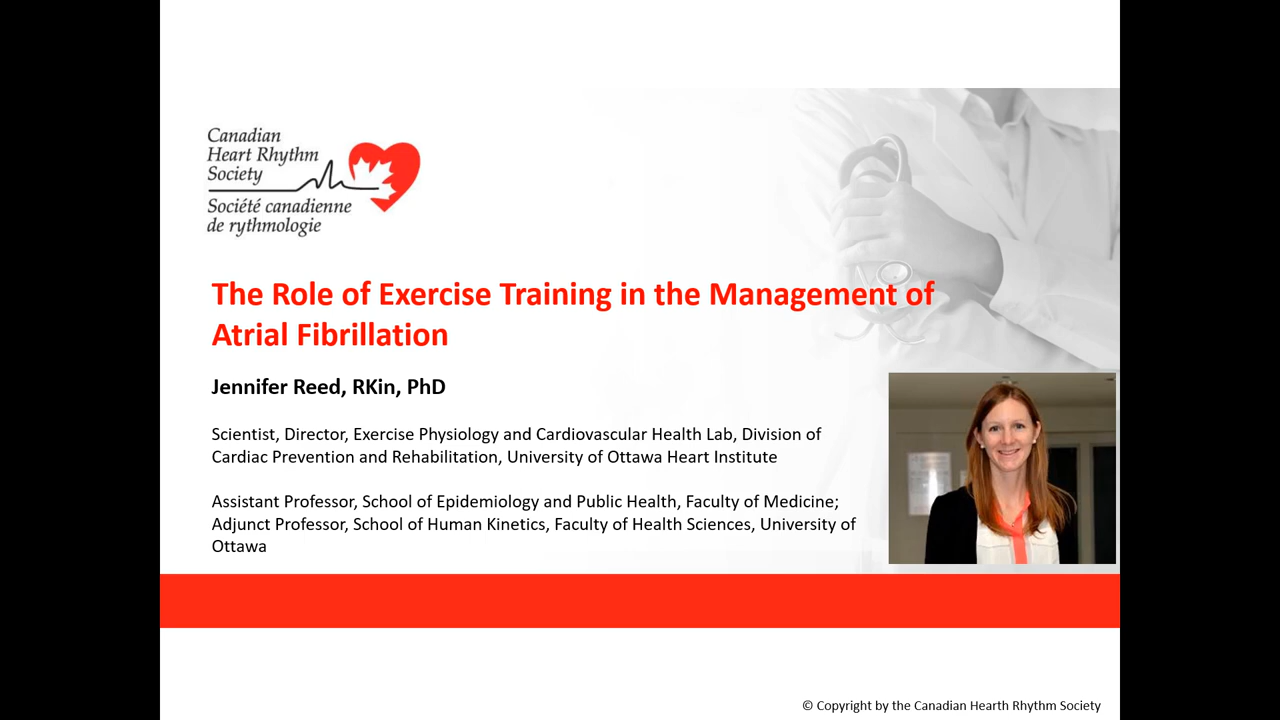 Canadian
Heart Rhythm
Society
Société canadienne
de rythmologie
The Role of Exercise Training in the Management of
Atrial Fibrillation
Jennifer Reed, RKin, PhD
Scientist, Director, Exercise Physiology and Cardiovascular Health Lab, Division of
Cardiac Prevention and Rehabilitation, University of Ottawa Heart Institute
Assistant Professor, School of Epidemiology and Public Health, Faculty of Medicine;
Adjunct Professor, School of Human Kinetics, Faculty of Health Sciences, University of
Ottawa
© Copyright by the Canadian Hearth Rhythm Society